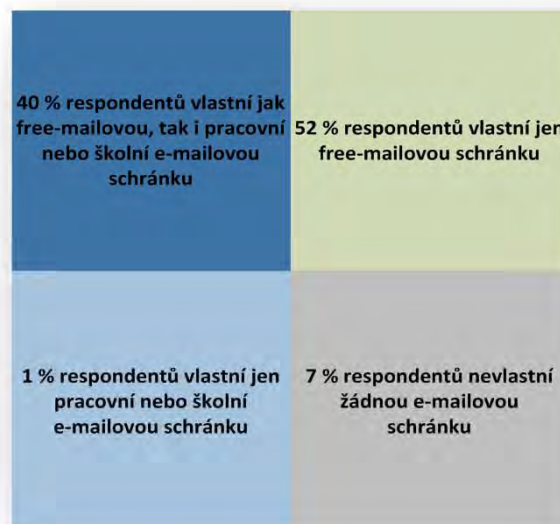 40 % respondentů vlastní jak
free-mailovou, tak i pracovní
nebo školní e-mailovou
schránku
52 % respondentů vlastní jen
free-mailovou schránku
1 % respondentů vlastní jen
pracovní nebo školní
e-mailovou schránku
7 % respondentů nevlastní
žádnou e-mailovou
schránku